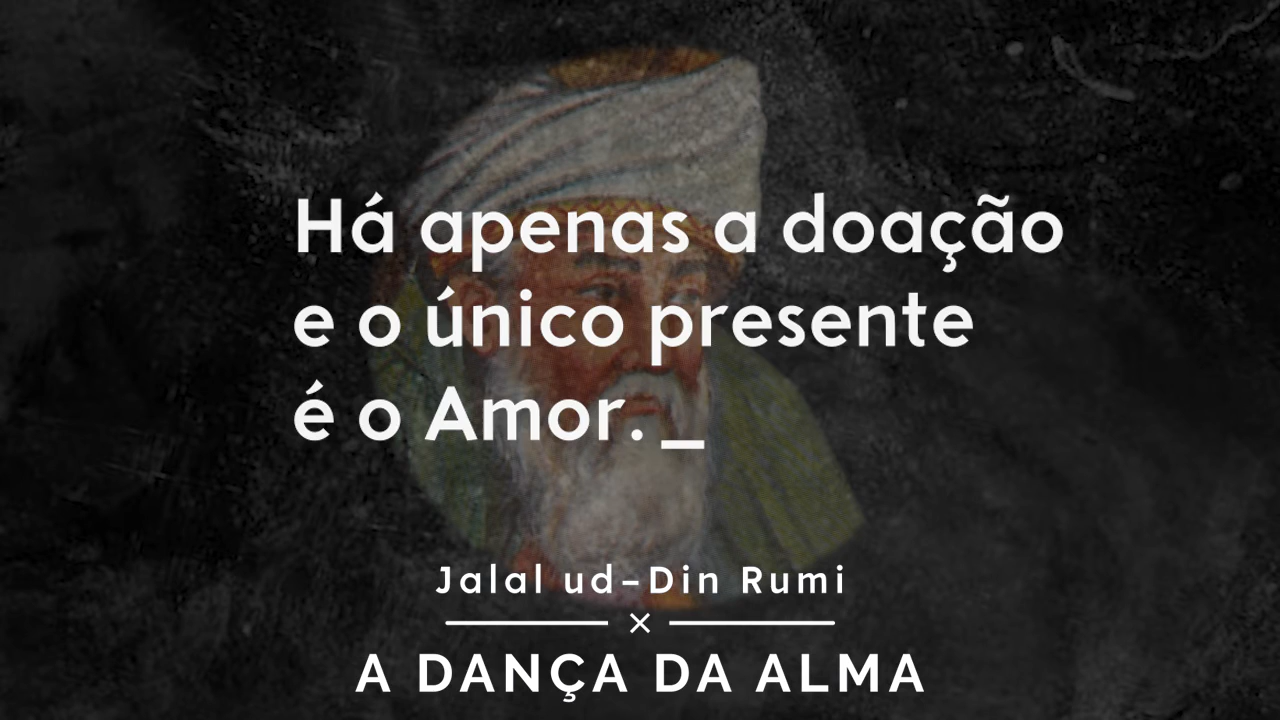 Há apenas a doação
e o único presente
é o Amor. _
Jalal ud-Din Rumi
A DANÇA DA ALMA